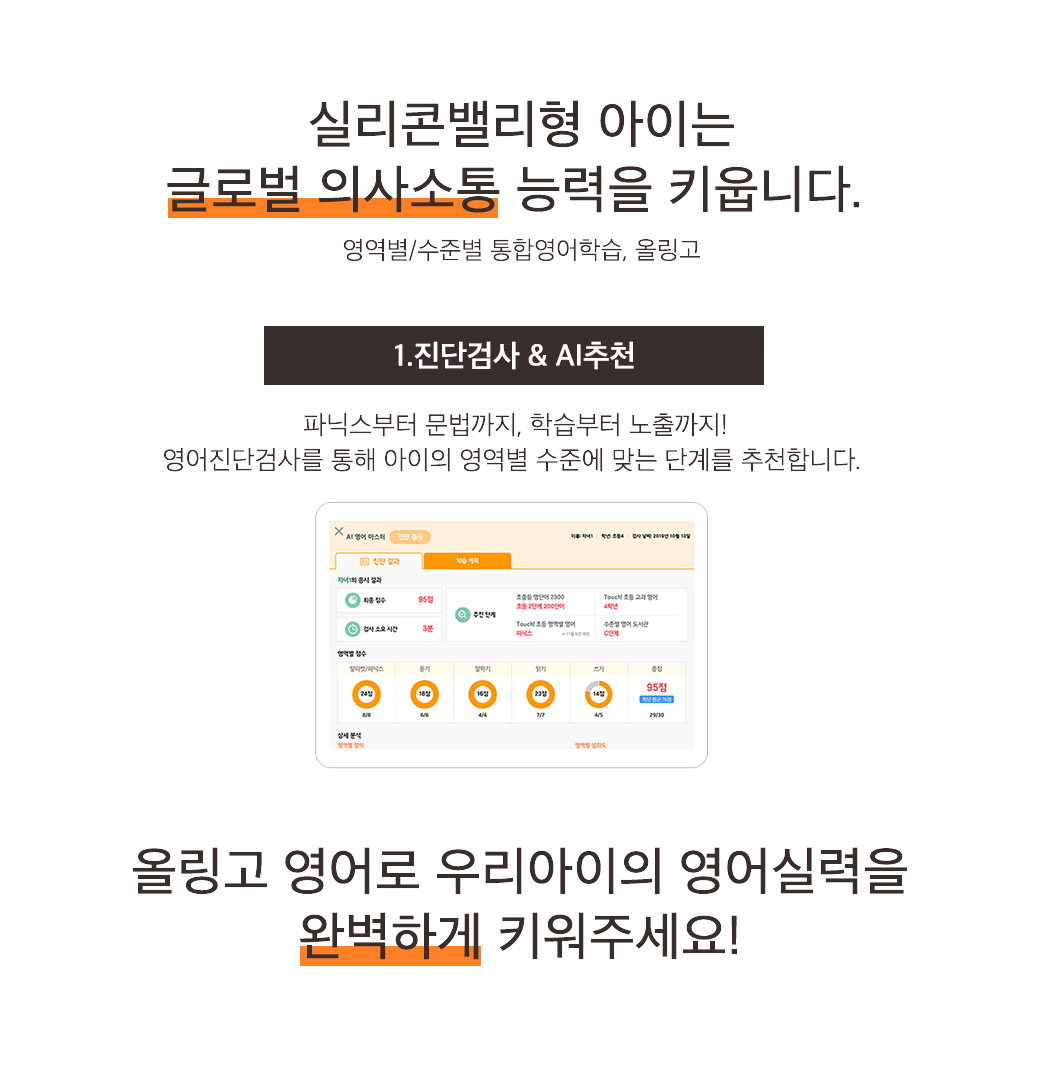 실리콘밸리형 아이는
글로벌 의사소통 능력을 키웁니다.
영역별/수준별 통합영어학습, 올링고
1.진단검사 & AI추천
파닉스부터 문법까지, 학습부터 노출까지!
영어진단검사를 통해 아이의 영역별 수준에 맞는 단계를 추천합니다.
AI 영어 마스터 진단 검사 이름: 자녀1 학년: 초등4 검사 날짜: 2019년 10월 13일
진단 결과 학습 계획
자녀1의 응시 결과
최종 점수 95점
검사 소요 시간 3분
추천 단계
초중등 영단어 2300
초등 2단계 200단어
Touch! 초등 교과 영어
4학년
Touch! 초등 영역별 영어
파닉스
수준별 영어 도서관
C단계
영역별 점수
알파벳/파닉스 듣기 말하기 읽기 쓰기 총점
24점 18점 16점 23점 14점 95점
학년 평균 76점
8/8 6/6 4/4 7/7 4/5 29/30
상세 분석
영역별 정의 영역별 성취도
올링고 영어로 우리아이의 영어실력을
완벽하게 키워주세요!